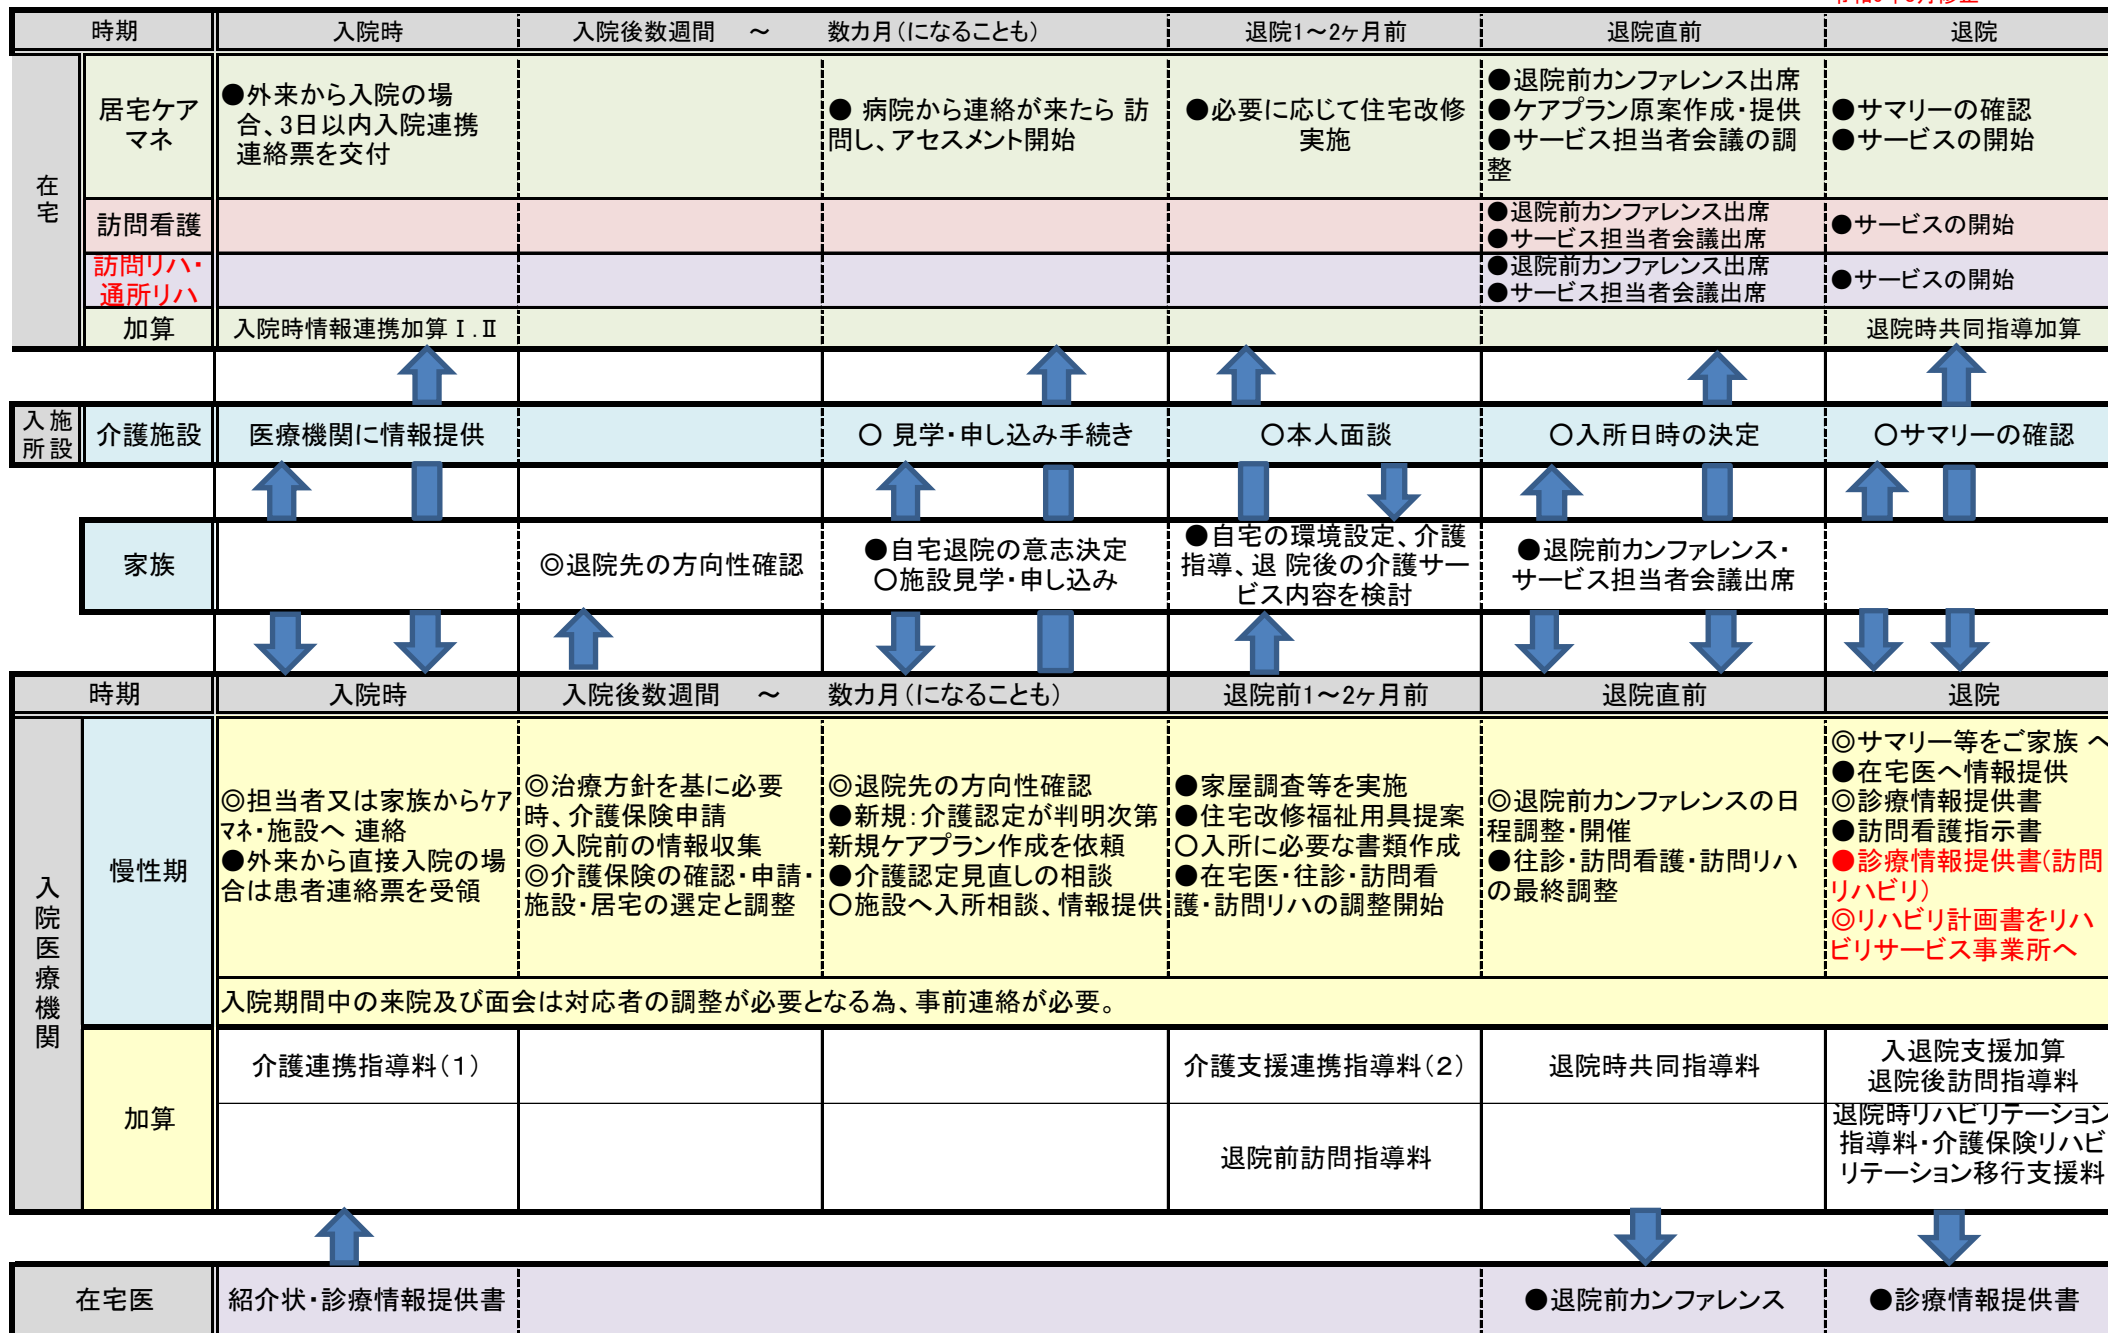 時期 入院時 入院後数週間 ～ 数カ月(になることも) 退院1～2ヶ月前 退院直前 退院
在宅
居宅ケア
マネ
●外来から入院の場
合、3日以内入院連携
連絡票を交付
● 病院から連絡が来たら 訪
問し、アセスメント開始
●必要に応じて住宅改修
実施
●退院前カンファレンス出席
●ケアプラン原案作成・提供
●サービス担当者会議の調
整
●サマリーの確認
●サービスの開始
訪問看護
●退院前カンファレンス出席
●サービス担当者会議出席
●サービスの開始
訪問リハ・
通所リハ
●退院前カンファレンス出席
●サービス担当者会議出席
●サービスの開始
加算 入院時情報連携加算Ⅰ.Ⅱ 退院時共同指導加算
入所
施設
介護施設 医療機関に情報提供 〇 見学・申し込み手続き 〇本人面談 〇入所日時の決定 〇サマリーの確認
家族
◎退院先の方向性確認
●自宅退院の意志決定
〇施設見学・申し込み
●自宅の環境設定、介護
指導、退 院後の介護サー
ビス内容を検討
●退院前カンファレンス・
サービス担当者会議出席
時期 入院時 入院後数週間 ～ 数カ月(になることも) 退院前1～2ヶ月前 退院直前 退院
入院医療機関
慢性期
◎担当者又は家族からｹｱ
ﾏﾈ・施設へ 連絡
●外来から直接入院の場
合は患者連絡票を受領
◎治療方針を基に必要
時、介護保険申請
◎入院前の情報収集
◎介護保険の確認・申請・
施設・居宅の選定と調整
◎退院先の方向性確認
●新規：介護認定が判明次第
新規ケアプラン作成を依頼
●介護認定見直しの相談
〇施設へ入所相談、情報提供
●家屋調査等を実施
●住宅改修福祉用具提案
〇入所に必要な書類作成
●在宅医・往診・訪問看
護・訪問リハの調整開始
◎退院前カンファレンスの日
程調整・開催
●往診・訪問看護・訪問リハ
の最終調整
◎サマリー等をご家族 へ
●在宅医へ情報提供
◎診療情報提供書
●訪問看護指示書
●診療情報提供書(訪問
リハビリ)
◎リハビリ計画書をリハ
ビリサービス事業所へ
入院期間中の来院及び面会は対応者の調整が必要となる為、事前連絡が必要。
加算
介護連携指導料(１) 介護支援連携指導料(２) 退院時共同指導料
入退院支援加算
退院後訪問指導料
退院前訪問指導料
退院時リハビリテーション
指導料・介護保険リハビ
リテーション移行支援料
在宅医 紹介状・診療情報提供書 ●退院前カンファレンス ●診療情報提供書